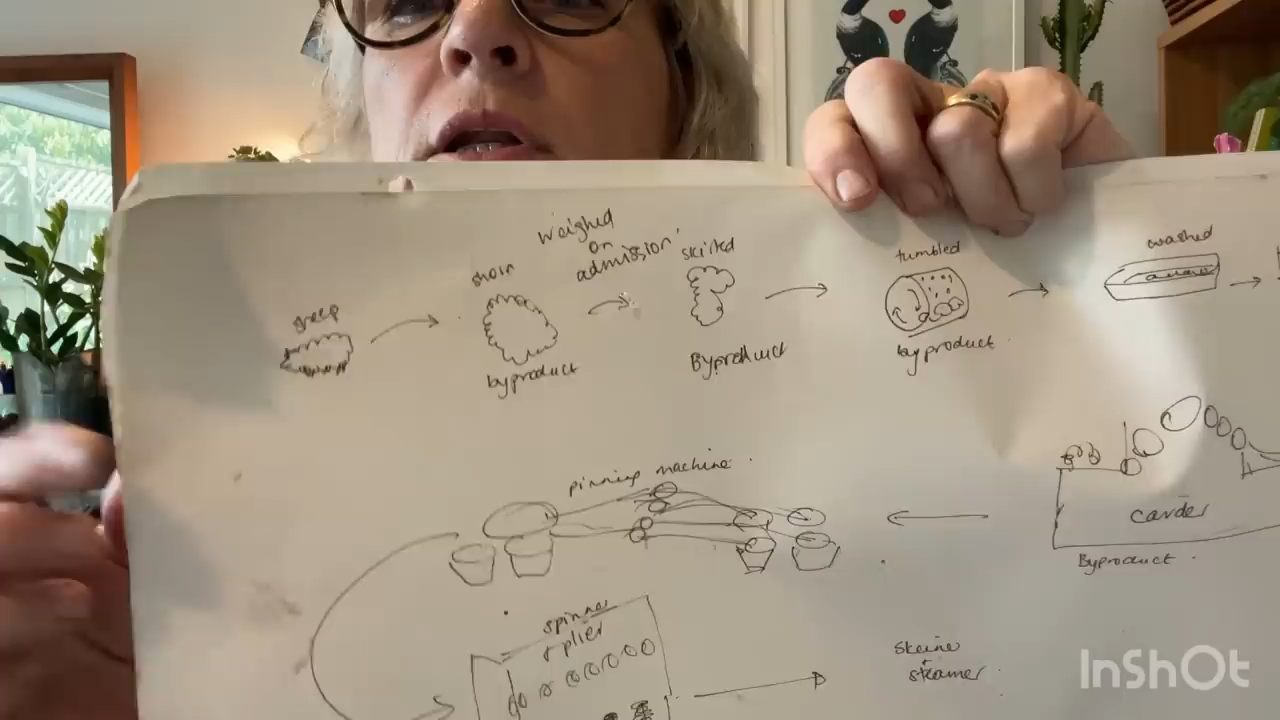 weighed
on
admission'
sheep
shorn
skirted
tumbled
washed
byproduct
Byproduct
byproduct.
pinning machine.
carder
Byproduct.
spinner
+ plier
skeine
+
steamer.
InShOt